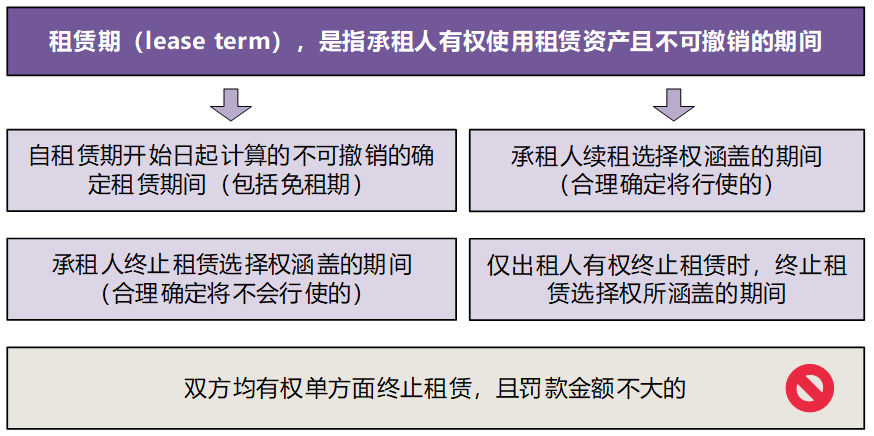 租赁期（lease term），是指承租人有权使用租赁资产且不可撤销的期间
自租赁期开始日起计算的不可撤销的确
定租赁期间（包括免租期）
承租人续租选择权涵盖的期间
（合理确定将行使的）
承租人终止租赁选择权涵盖的期间
（合理确定将不会行使的）
仅出租人有权终止租赁时，终止租
赁选择权所涵盖的期间
双方均有权单方面终止租赁，且罚款金额不大的